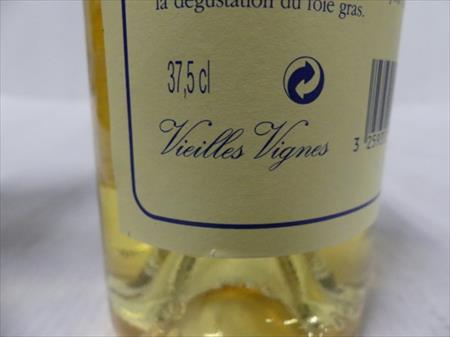 la dégustation du foie gras.
37,5 cl
Vieilles Vignes